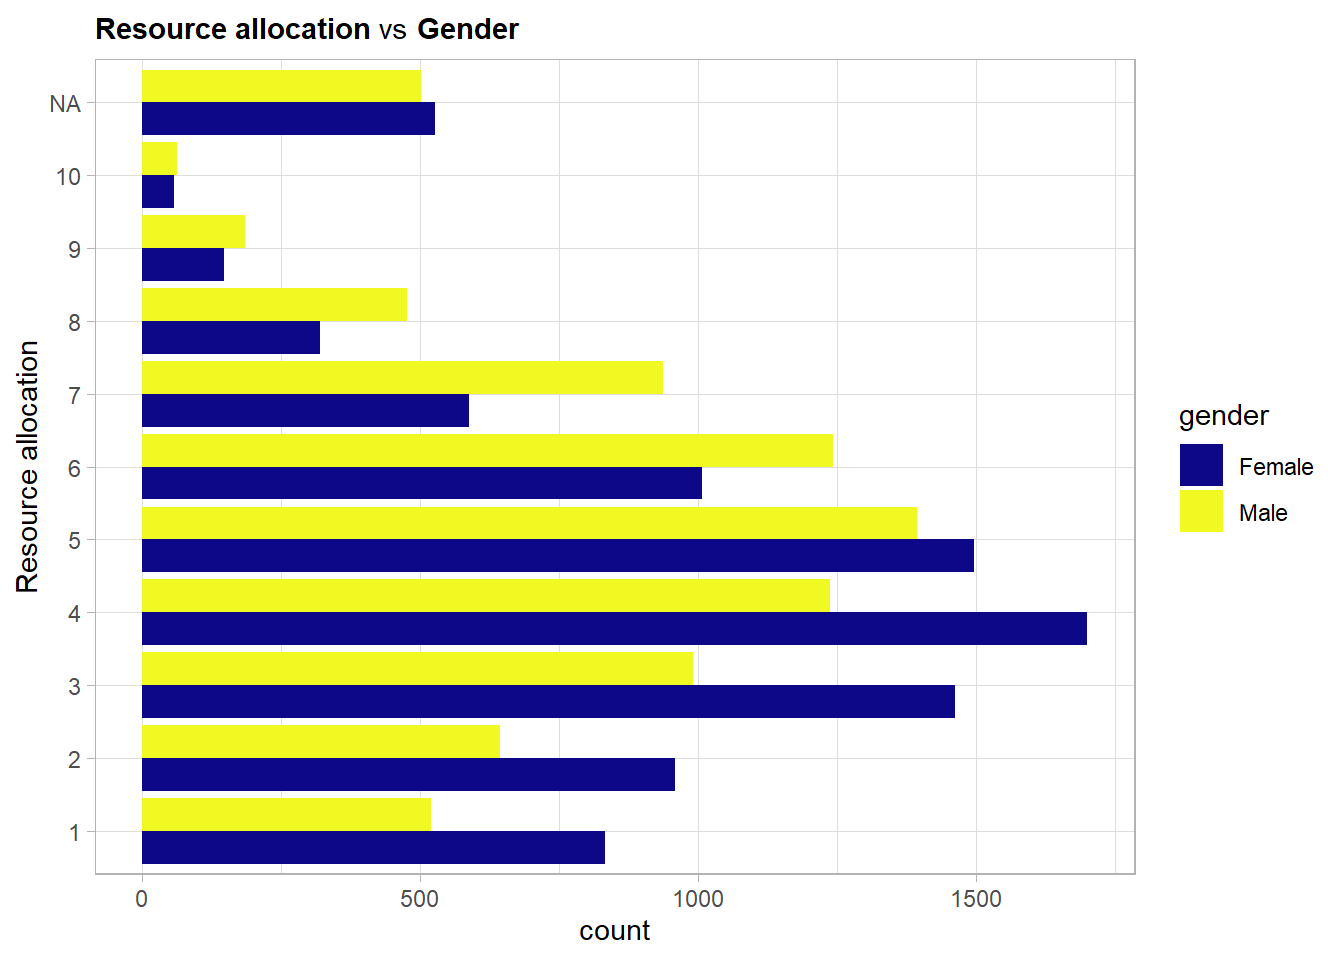 Resource allocation vs Gender
NA
10
9
8
7
6
5
4
3
2
1
Resource allocation
0 500 1000 1500
count
gender
Female
Male